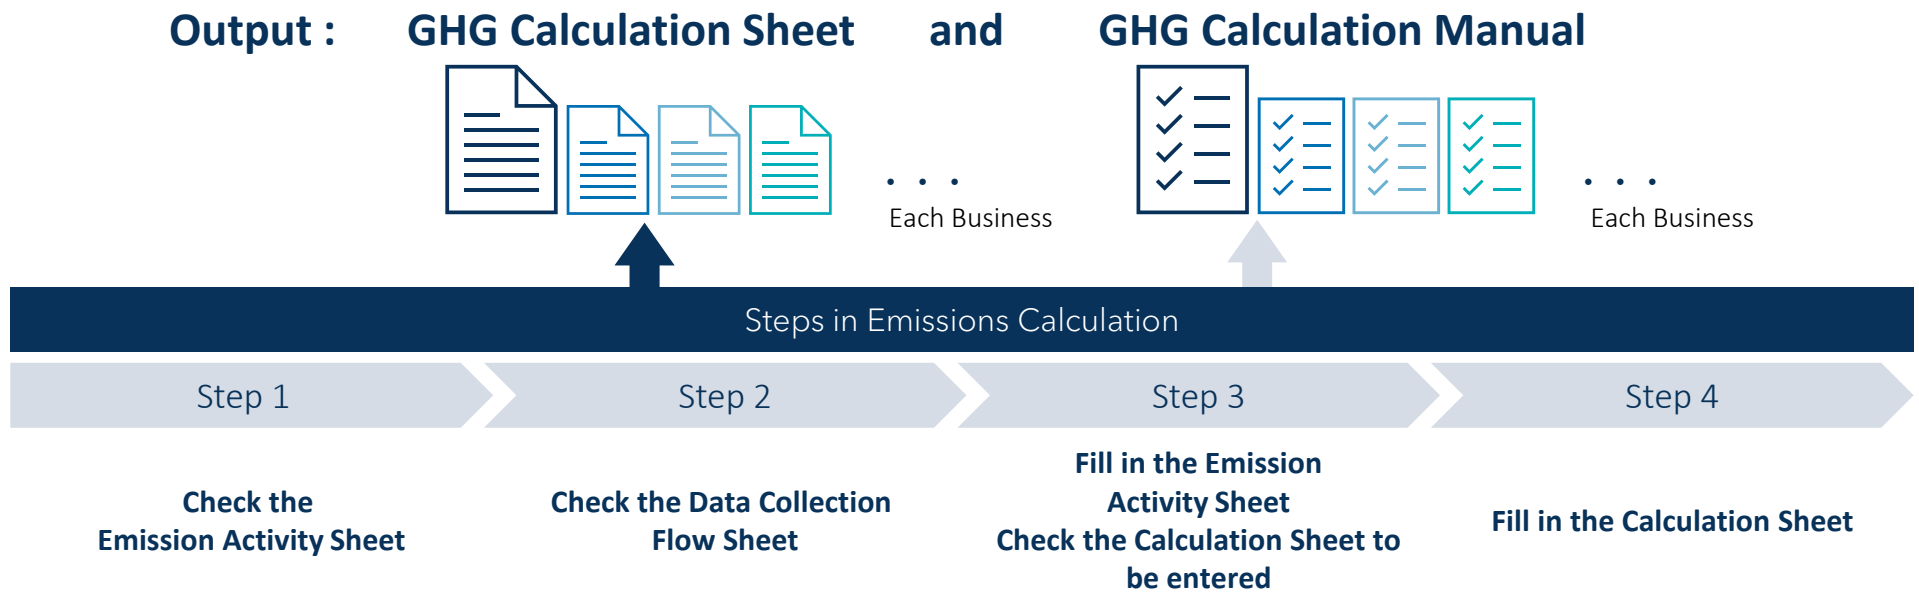 Output : GHG Calculation Sheet and GHG Calculation Manual
. . .
Each Business
. . .
Each Business
Steps in Emissions Calculation
Step 1
Step 2
Step 3
Step 4
Check the
Emission Activity Sheet
Check the Data Collection
Flow Sheet
Fill in the Emission
Activity Sheet
Check the Calculation Sheet to
be entered
Fill in the Calculation Sheet